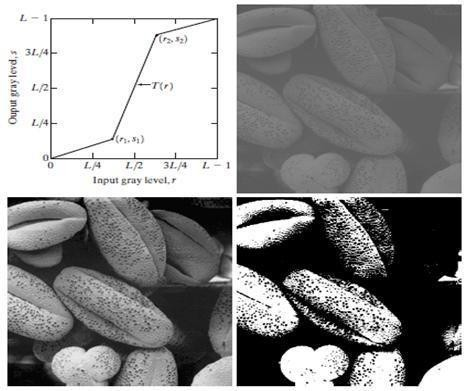 L − 1
Ouput gray level, s
3L/4
L/2
L/4
0
(r₂, s₂)
T(r)
(r₁, s₁)
0 L/4 L/2 3L/4 L − 1
Input gray level, r